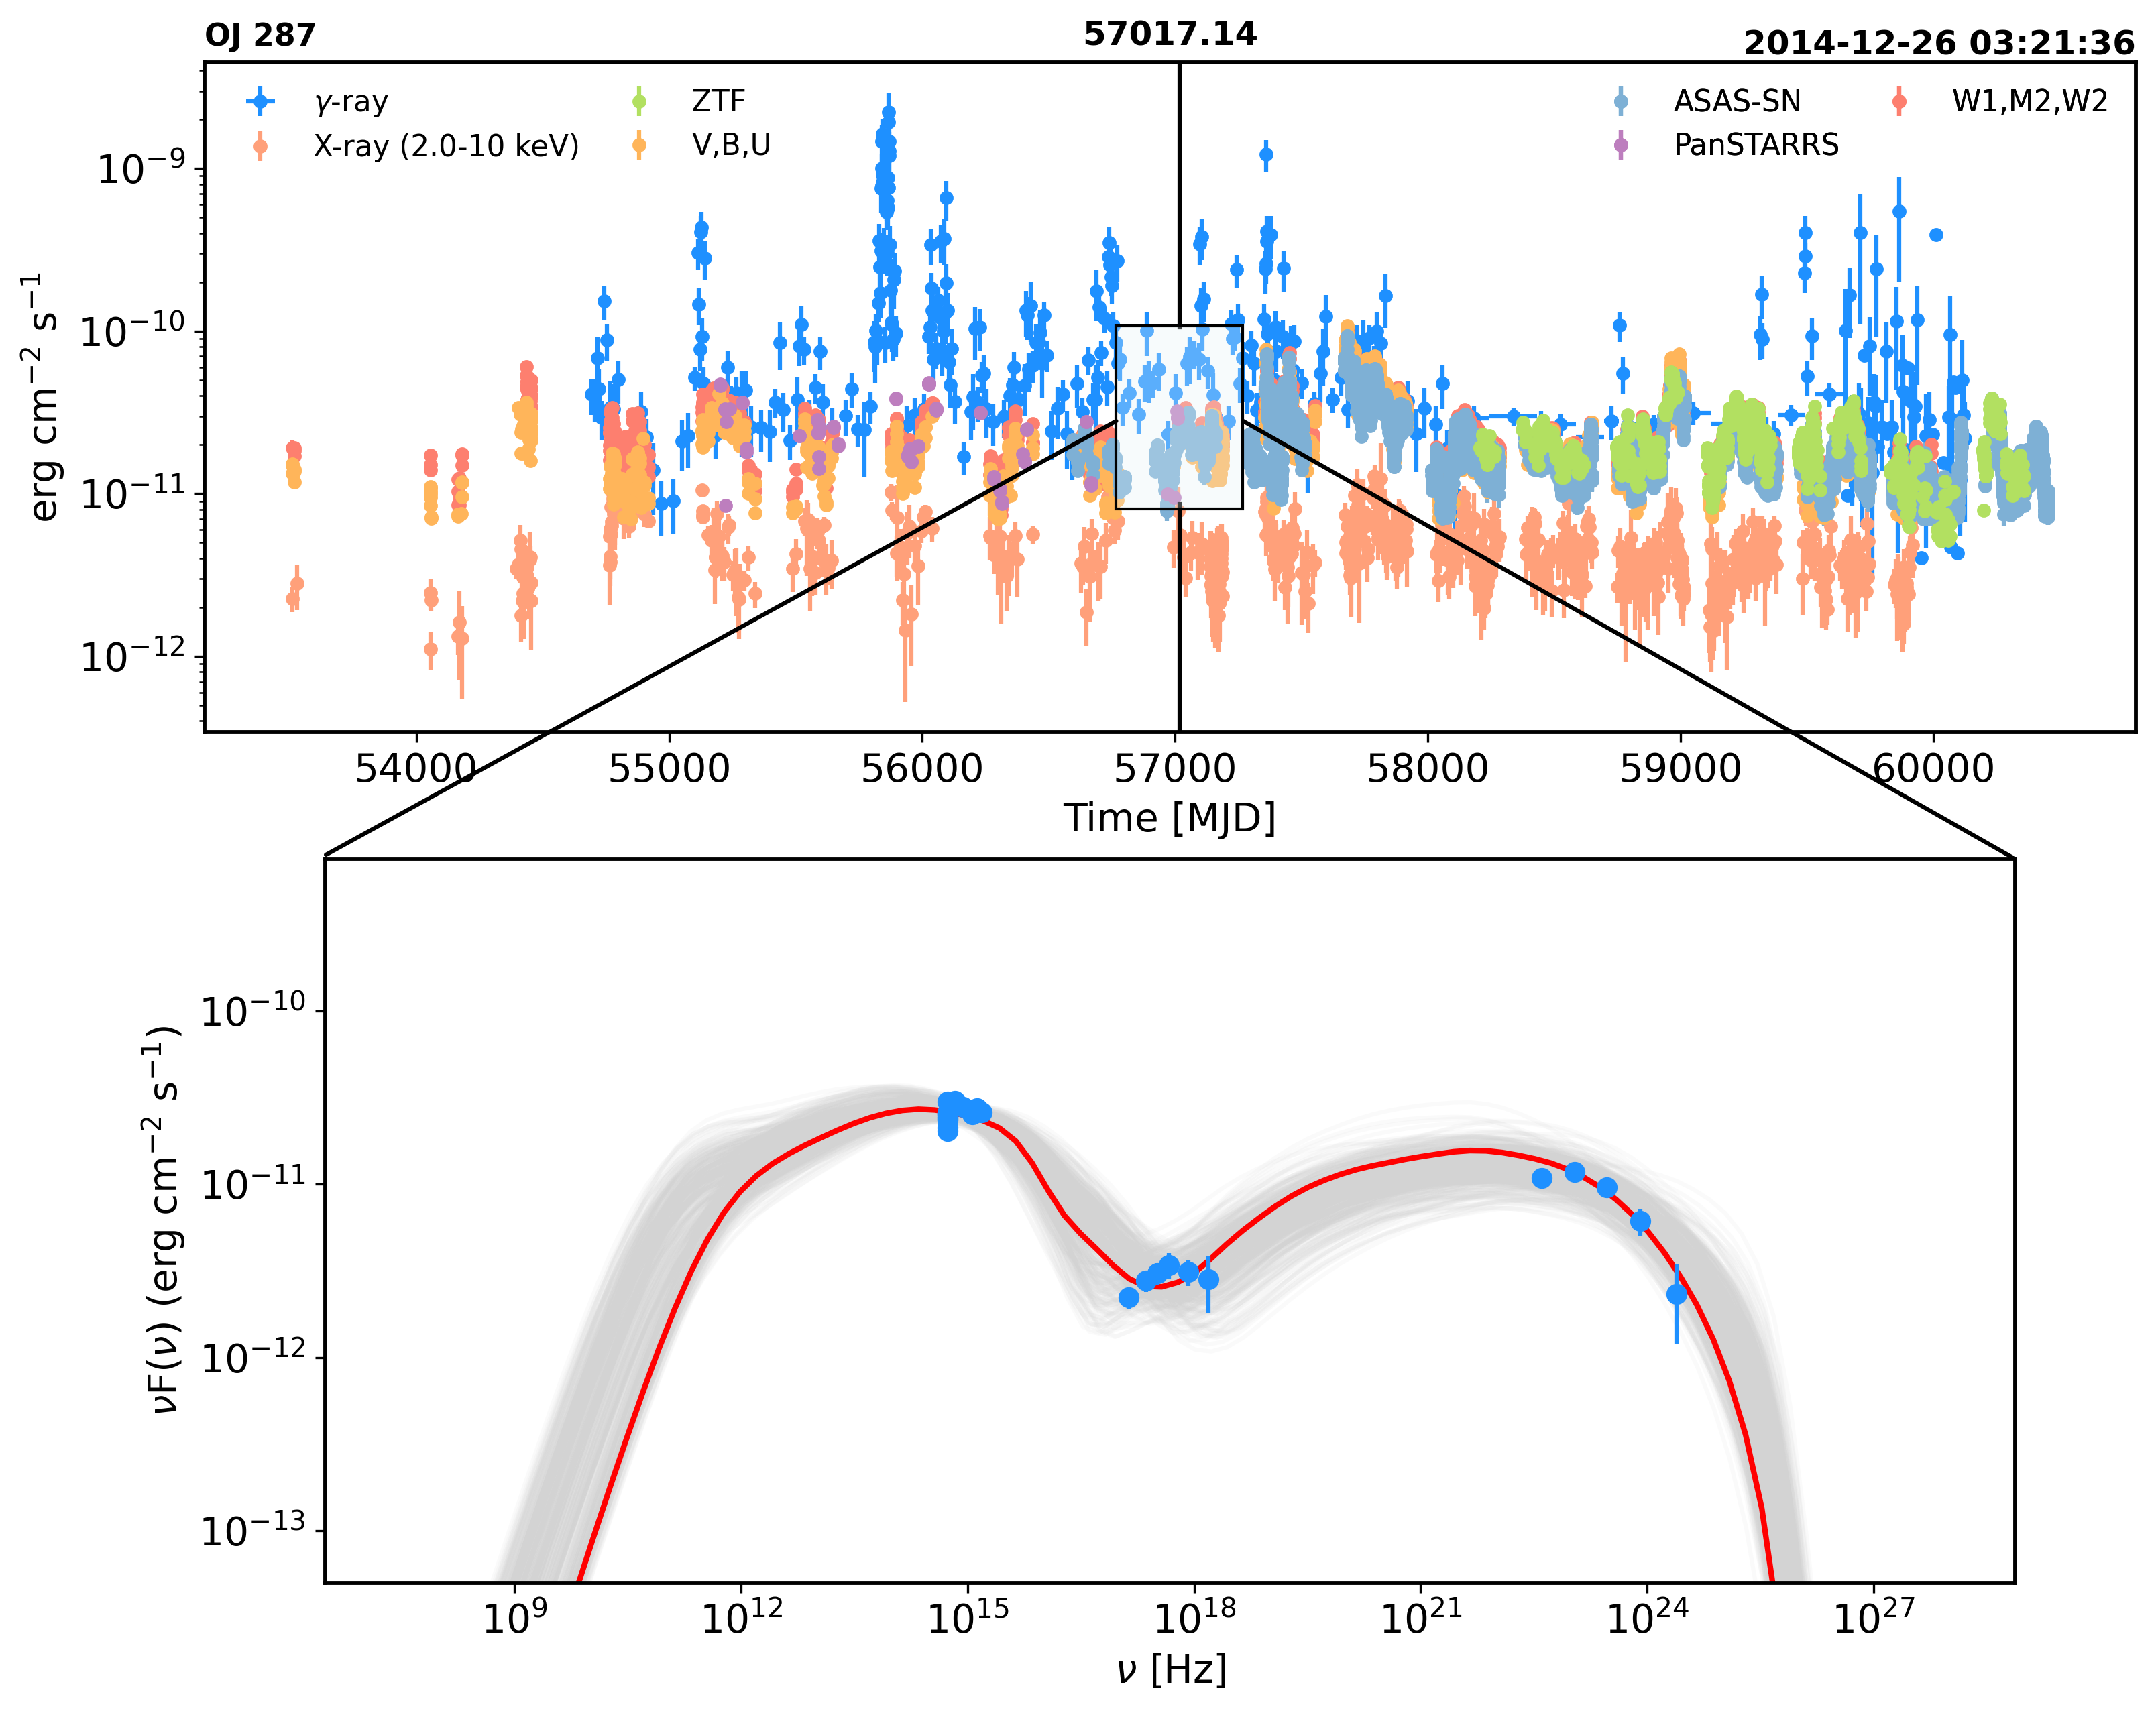 OJ 287 57017.14 2014-12-26 03:21:36
γ-ray ZTF ASAS-SN W1,M2,W2
X-ray (2.0-10 keV) V,B,U PanSTARRS
10⁻⁹
10⁻¹⁰
10⁻¹¹
10⁻¹²
erg cm⁻² s⁻¹
54000 55000 56000 57000 58000 59000 60000
Time [MJD]
10⁻¹⁰
10⁻¹¹
10⁻¹²
10⁻¹³
νF(ν) (erg cm⁻² s⁻¹)
10⁹ 10¹² 10¹⁵ 10¹⁸ 10²¹ 10²⁴ 10²⁷
ν [Hz]